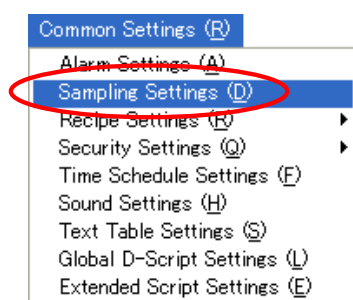 Common Settings (R)
Alarm Settings (A)
Sampling Settings (D)
Recipe Settings (R)
Security Settings (Q)
Time Schedule Settings (F)
Sound Settings (H)
Text Table Settings (S)
Global D-Script Settings (L)
Extended Script Settings (E)